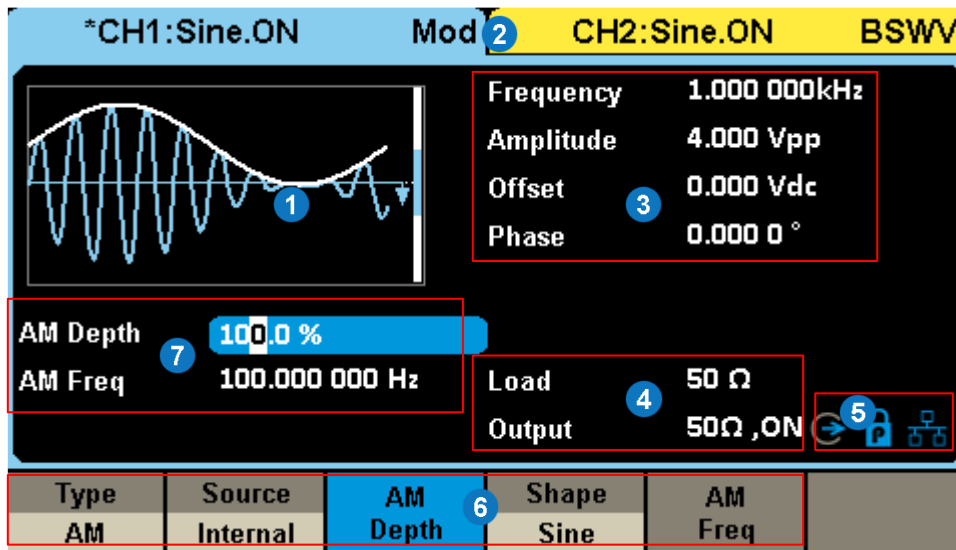 *CH1:Sine.ON Mod 2 CH2:Sine.ON BSWV
Frequency 1.000 000kHz
Amplitude 4.000 Vpp
Offset 0.000 Vdc
1 3
Phase 0.000 0 °
AM Depth 100.0 %
7
AM Freq 100.000 000 Hz
Load 50 Ω
4 5
Output 50Ω ,ON P
Type Source AM Depth Shape AM Freq
6
AM Internal Sine